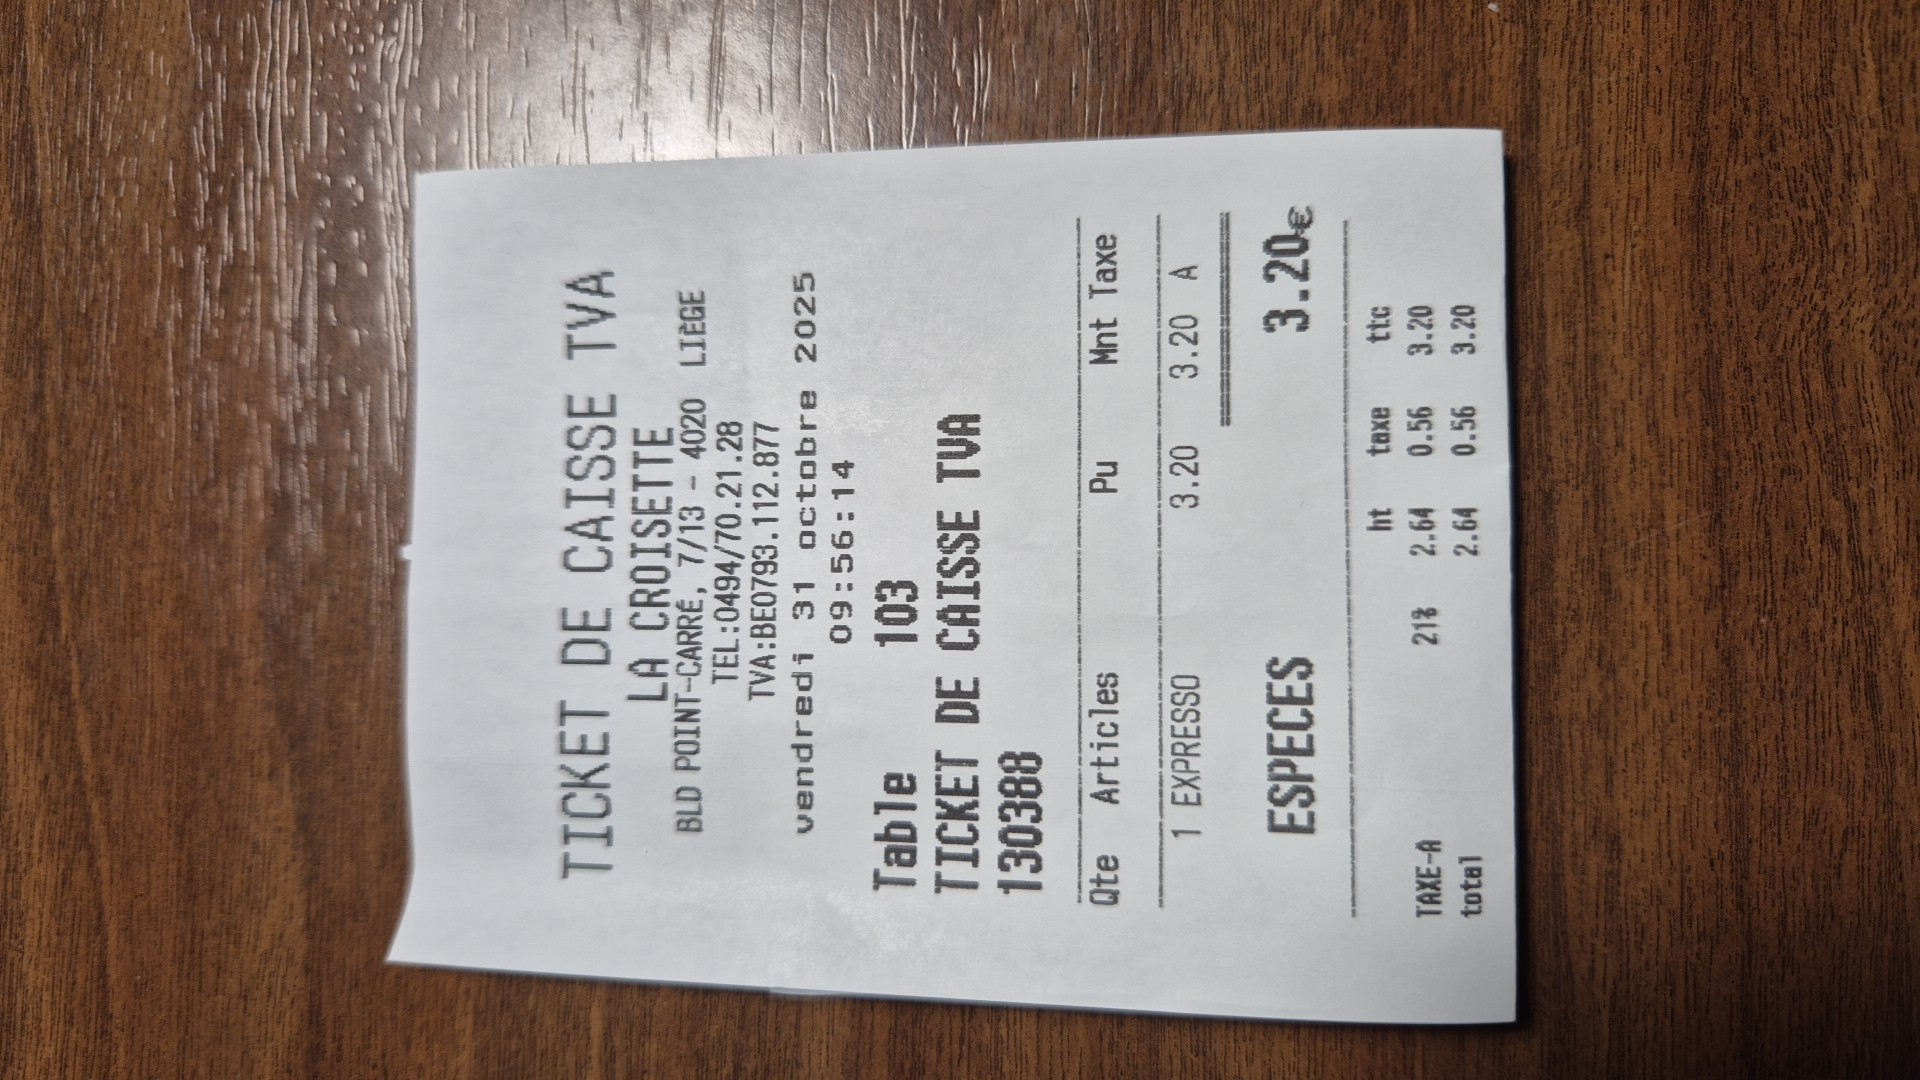 TICKET DE CAISSE TVA
LA CROISETTE
BLD POINT-CARRÉ, 7/13 - 4020 LIÈGE
TEL:0494/70.21.28
TVA:BE0793.112.877
vendredi 31 octobre 2025
09:56:14
Table 103
TICKET DE CAISSE TVA
130388
Qte Articles Pu Mnt Taxe
1 EXPRESSO 3.20 3.20 A
ESPECES 3.20€
ht taxe ttc
TAXE-A 21% 2.64 0.56 3.20
total 2.64 0.56 3.20